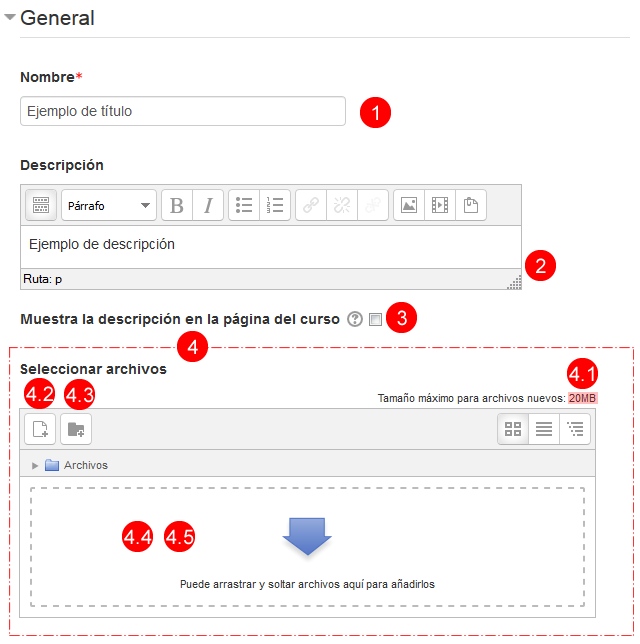 General
Nombre*
Ejemplo de título
1
Descripción
Párrafo
B I
Ejemplo de descripción
Ruta: p
2
Muestra la descripción en la página del curso
3
4
Seleccionar archivos
4.1
4.2 4.3
Tamaño máximo para archivos nuevos: 20MB
Archivos
4.4 4.5
Puede arrastrar y soltar archivos aquí para añadirlos